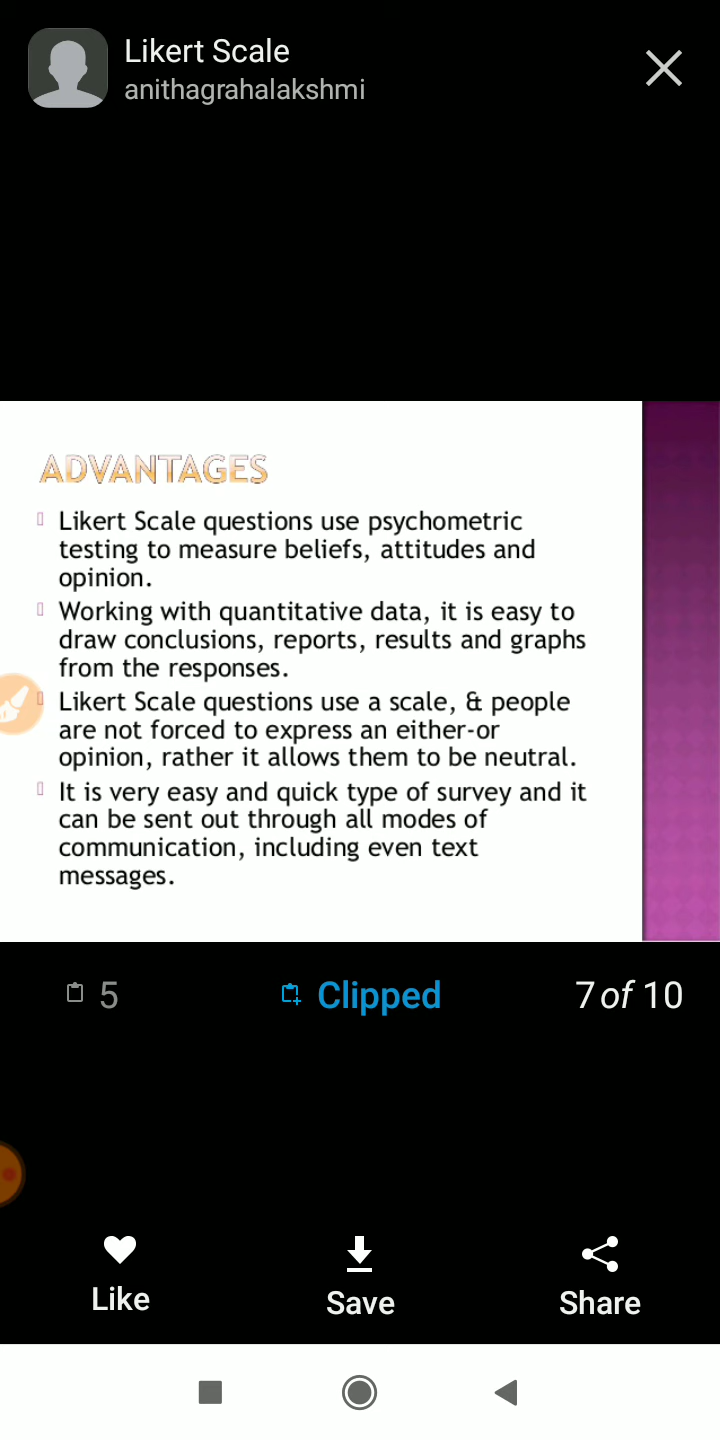 Likert Scale
anithagrahalakshmi
ADVANTAGES
Likert Scale questions use psychometric
testing to measure beliefs, attitudes and
opinion.
Working with quantitative data, it is easy to
draw conclusions, reports, results and graphs
from the responses.
Likert Scale questions use a scale, & people
are not forced to express an either-or
opinion, rather it allows them to be neutral.
It is very easy and quick type of survey and it
can be sent out through all modes of
communication, including even text
messages.
5 Clipped 7 of 10
Like Save Share